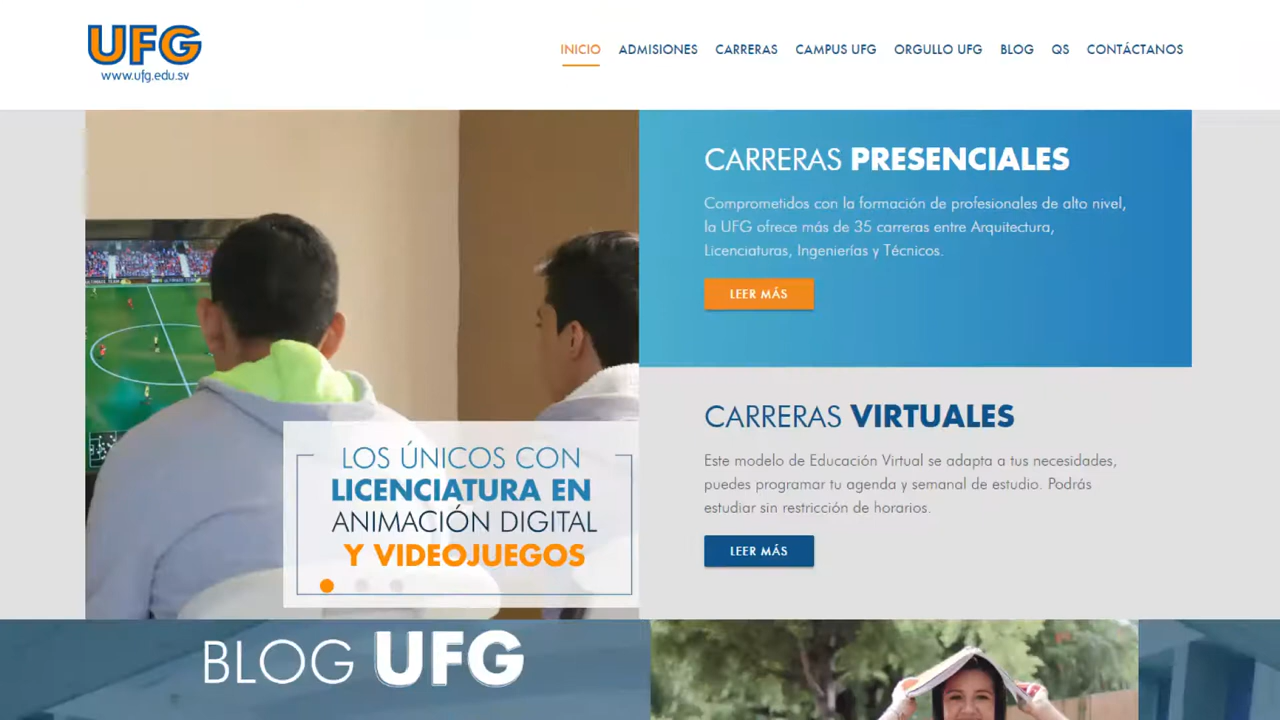 UFG
www.ufg.edu.sv
INICIO ADMISIONES CARRERAS CAMPUS UFG ORGULLO UFG BLOG QS CONTÁCTANOS
LOS ÚNICOS CON
LICENCIATURA EN
ANIMACIÓN DIGITAL
Y VIDEOJUEGOS
CARRERAS PRESENCIALES
Comprometidos con la formación de profesionales de alto nivel,
la UFG ofrece más de 35 carreras entre Arquitectura,
Licenciaturas, Ingenierías y Técnicos.
LEER MÁS
CARRERAS VIRTUALES
Este modelo de Educación Virtual se adapta a tus necesidades,
puedes programar tu agenda y semanal de estudio. Podrás
estudiar sin restricción de horarios.
LEER MÁS
BLOG UFG